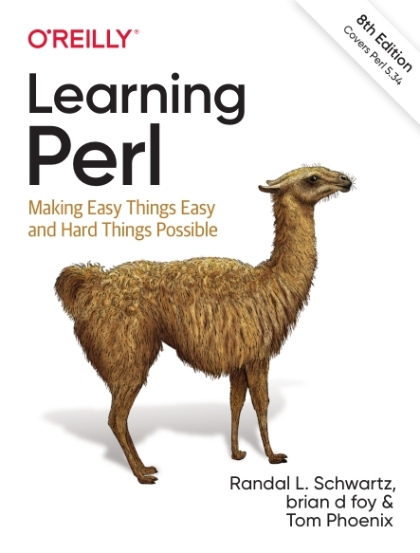 O'REILLY®
8th Edition
Covers Perl 5.34
Learning
Perl
Making Easy Things Easy
and Hard Things Possible
Randal L. Schwartz,
brian d foy &
Tom Phoenix